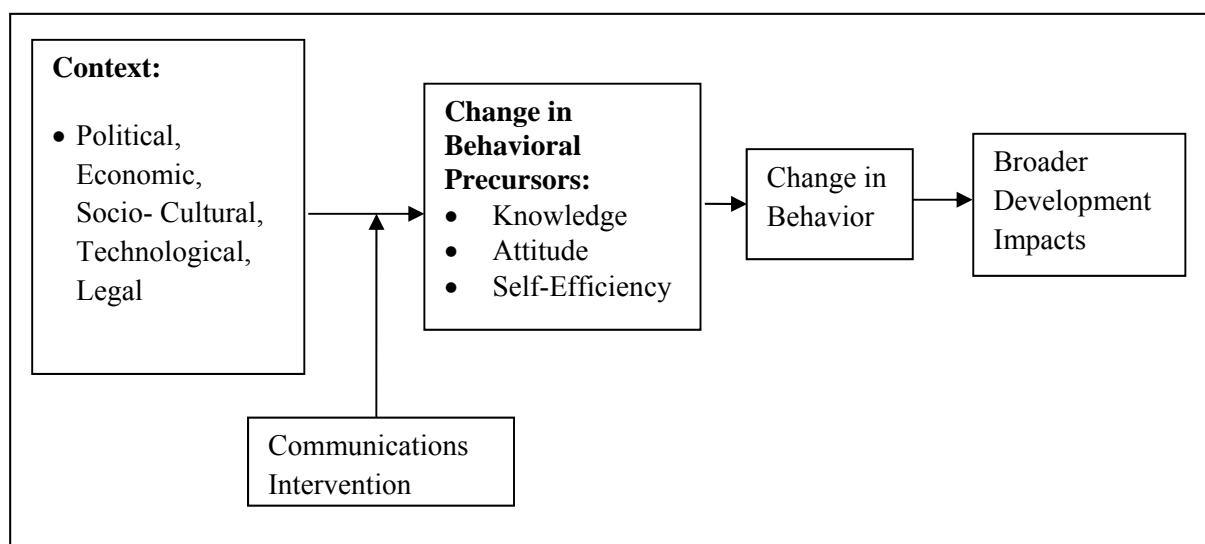 Context:
• Political,
Economic,
Socio- Cultural,
Technological,
Legal
Communications
Intervention
Change in
Behavioral
Precursors:
• Knowledge
• Attitude
• Self-Efficiency
Change in
Behavior
Broader
Development
Impacts